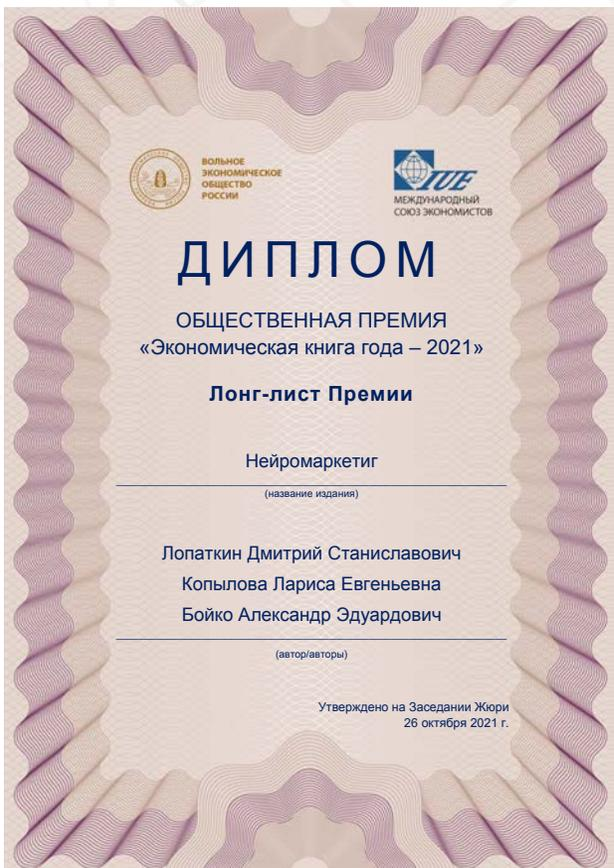 ВОЛЬНОЕ
ЭКОНОМИЧЕСКОЕ
ОБЩЕСТВО
РОССИИ
IUE
МЕЖДУНАРОДНЫЙ
СОЮЗ ЭКОНОМИСТОВ
ДИПЛОМ
ОБЩЕСТВЕННАЯ ПРЕМИЯ
«Экономическая книга года – 2021»
Лонг-лист Премии
Нейромаркетиг
(название издания)
Лопаткин Дмитрий Станиславович
Копылова Лариса Евгеньевна
Бойко Александр Эдуардович
(автор/авторы)
Утверждено на Заседании Жюри
26 октября 2021 г.